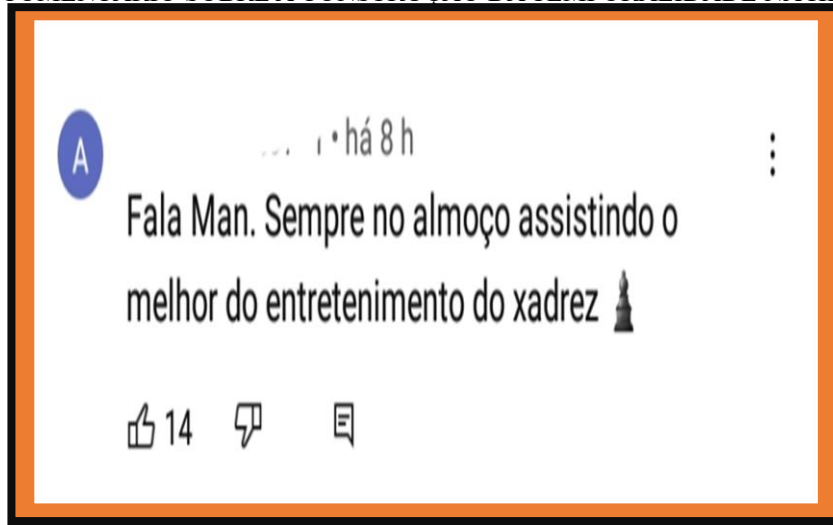 A
• há 8 h
Fala Man. Sempre no almoço assistindo o
melhor do entretenimento do xadrez ♟
14